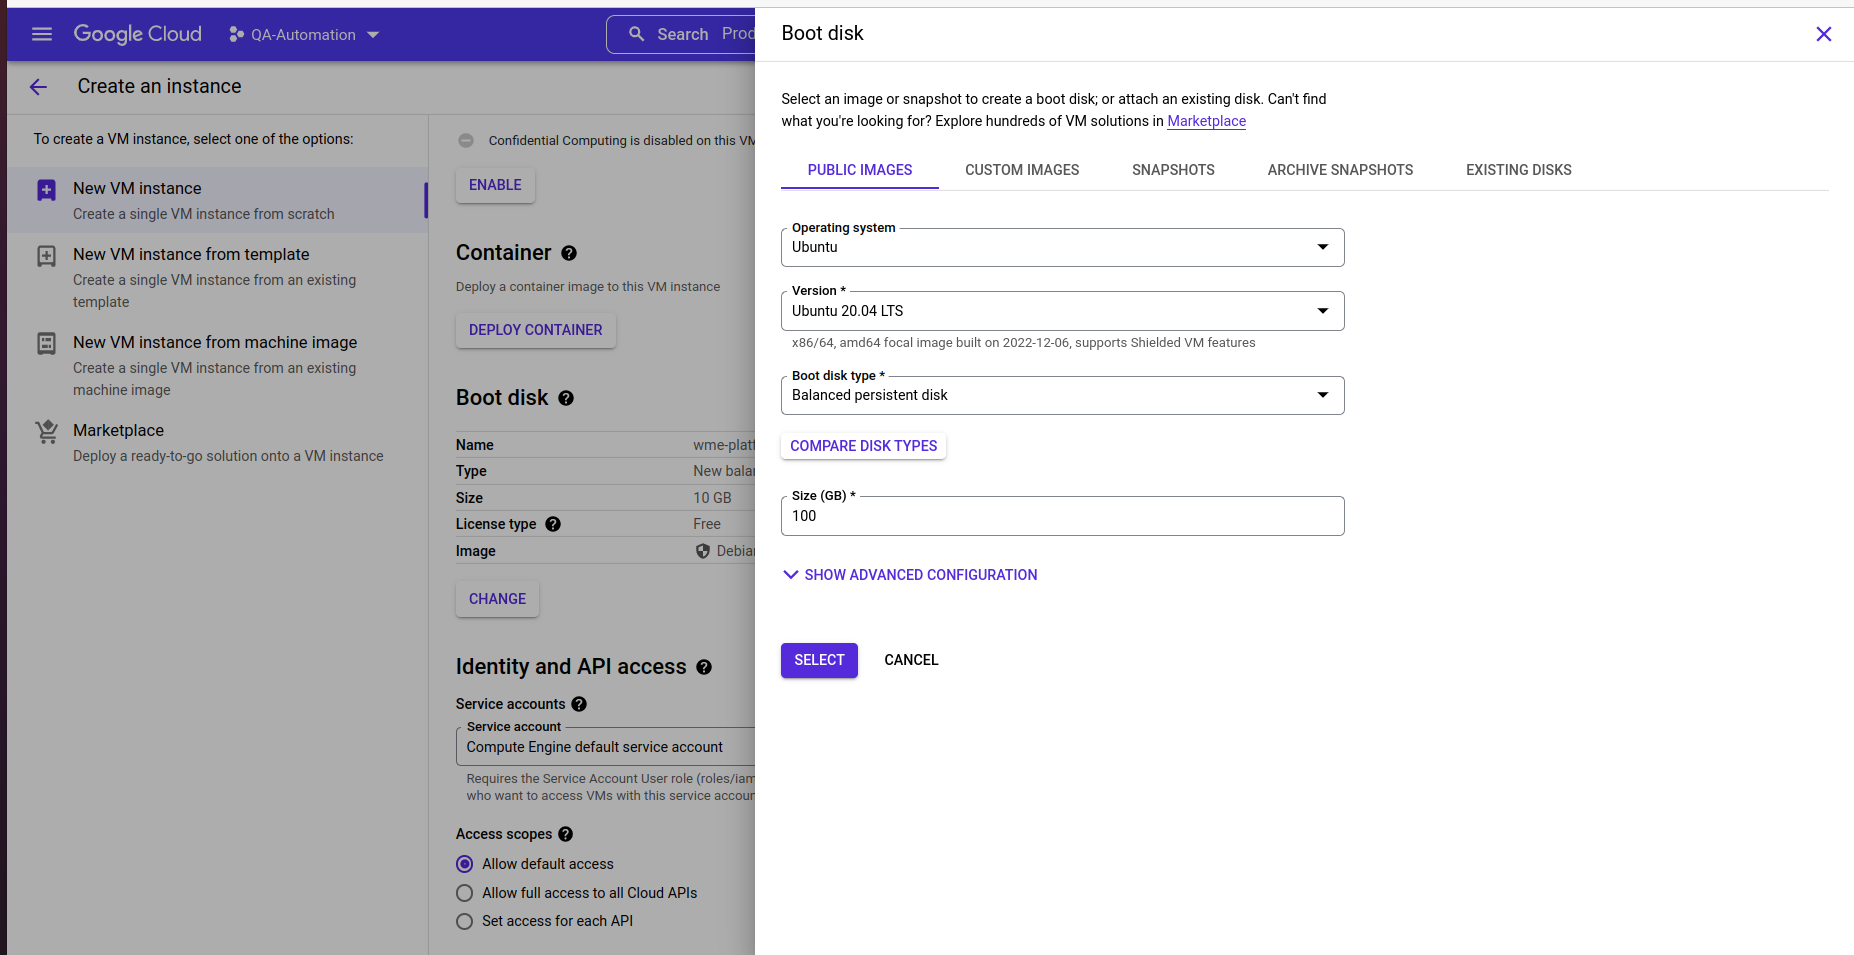 Google Cloud
QA-Automation
Search Prod
Create an instance
To create a VM instance, select one of the options:
New VM instance
Create a single VM instance from scratch
New VM instance from template
Create a single VM instance from an existing
template
New VM instance from machine image
Create a single VM instance from an existing
machine image
Marketplace
Deploy a ready-to-go solution onto a VM instance
Confidential Computing is disabled on this VM
ENABLE
Container
Deploy a container image to this VM instance
DEPLOY CONTAINER
Boot disk
Name wme-platf
Type New balan
Size 10 GB
License type Free
Image Debian
CHANGE
Identity and API access
Service accounts
Service account
Compute Engine default service account
Requires the Service Account User role (roles/iam
who want to access VMs with this service accoun
Access scopes
Allow default access
Allow full access to all Cloud APIs
Set access for each API
Boot disk
Select an image or snapshot to create a boot disk; or attach an existing disk. Can't find
what you're looking for? Explore hundreds of VM solutions in Marketplace
PUBLIC IMAGES CUSTOM IMAGES SNAPSHOTS ARCHIVE SNAPSHOTS EXISTING DISKS
Operating system
Ubuntu
Version *
Ubuntu 20.04 LTS
x86/64, amd64 focal image built on 2022-12-06, supports Shielded VM features
Boot disk type *
Balanced persistent disk
COMPARE DISK TYPES
Size (GB) *
100
SHOW ADVANCED CONFIGURATION
SELECT CANCEL